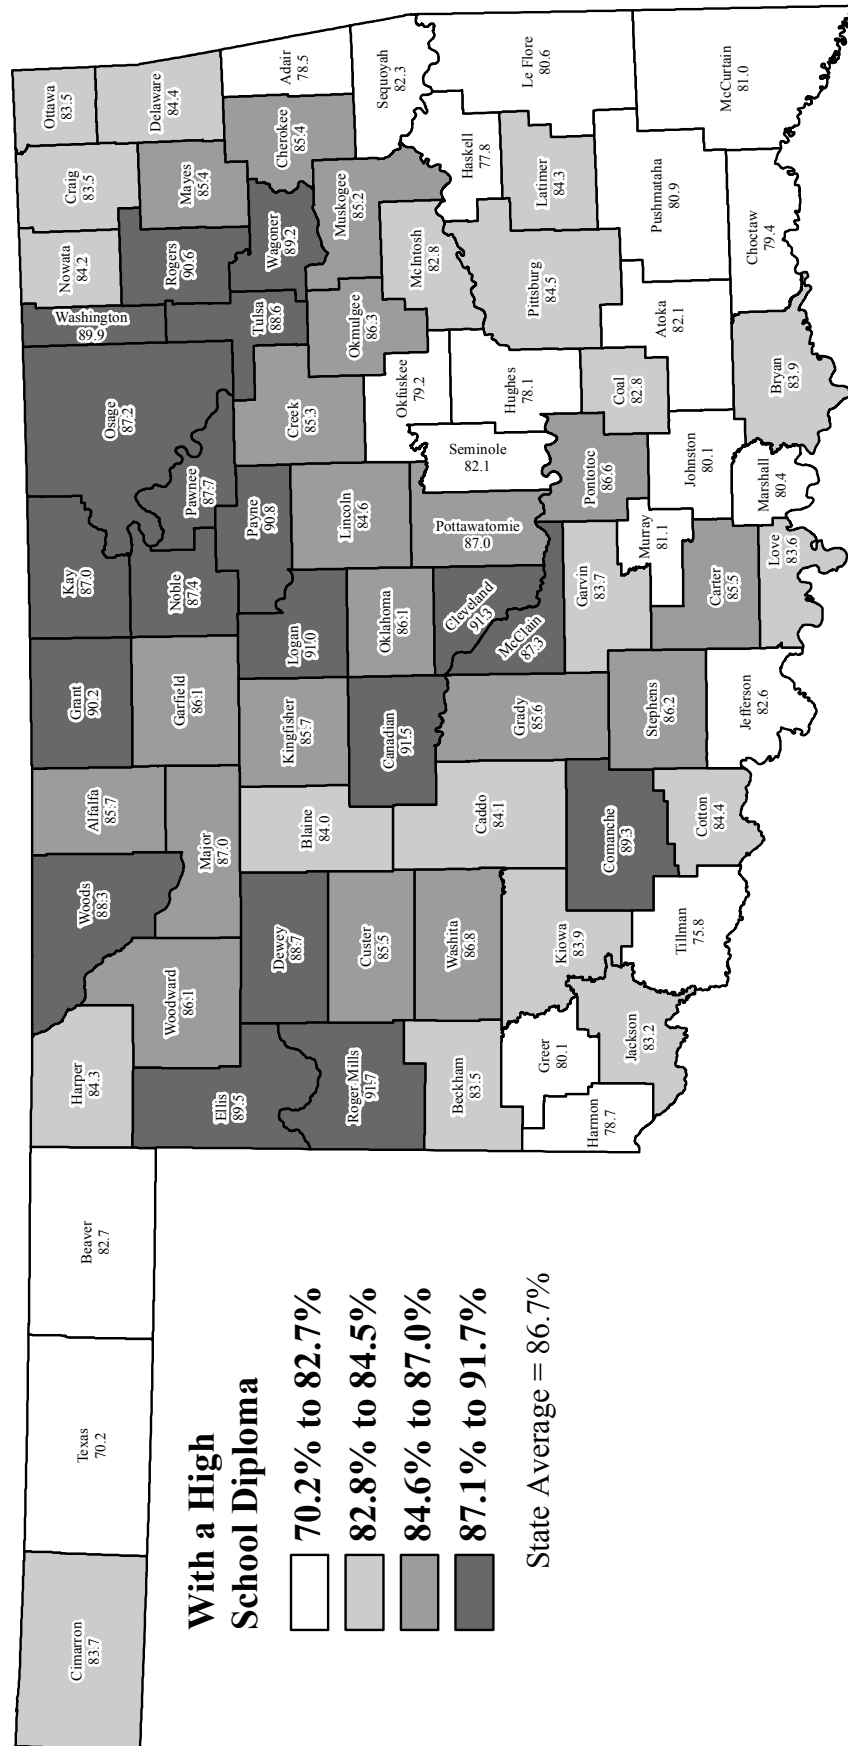 Cimarron
83.7
Texas
70.2
Beaver
82.7
Harper
84.3
Woods
88.3
Alfalfa
85.7
Grant
90.2
Kay
87.0
Osage
87.2
Washington
89.9
Nowata
84.2
Craig
83.5
Ottawa
83.5
Ellis
89.5
Woodward
86.1
Major
87.0
Garfield
86.1
Noble
87.4
Pawnee
87.7
Rogers
90.6
Mayes
85.4
Delaware
84.4
Roger Mills
91.7
Dewey
88.7
Blaine
84.0
Kingfisher
85.7
Logan
91.0
Payne
90.8
Creek
85.3
Tulsa
88.6
Wagoner
89.2
Cherokee
85.4
Adair
78.5
Beckham
83.5
Custer
85.5
Canadian
91.5
Oklahoma
86.1
Lincoln
84.6
Okfuskee
79.2
Okmulgee
86.3
Muskogee
85.2
Sequoyah
82.3
Washita
86.8
Caddo
84.1
Grady
85.6
Cleveland
91.3
McClain
87.3
Pottawatomie
87.0
Seminole
82.1
Hughes
78.1
McIntosh
82.8
Haskell
77.8
Le Flore
80.6
Harmon
78.7
Greer
80.1
Kiowa
83.9
Comanche
89.3
Stephens
86.2
Garvin
83.7
Pontotoc
86.6
Coal
82.8
Pittsburg
84.5
Latimer
84.3
Jackson
83.2
Tillman
75.8
Cotton
84.4
Jefferson
82.6
Carter
85.5
Murray
81.1
Johnston
80.1
Atoka
82.1
Pushmataha
80.9
McCurtain
81.0
Love
83.6
Marshall
80.4
Bryan
83.9
Choctaw
79.4
With a High
School Diploma
70.2% to 82.7%
82.8% to 84.5%
84.6% to 87.0%
87.1% to 91.7%
State Average = 86.7%